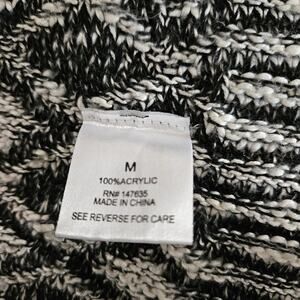 M
100%ACRYLIC
RN# 147635
MADE IN CHINA
SEE REVERSE FOR CARE